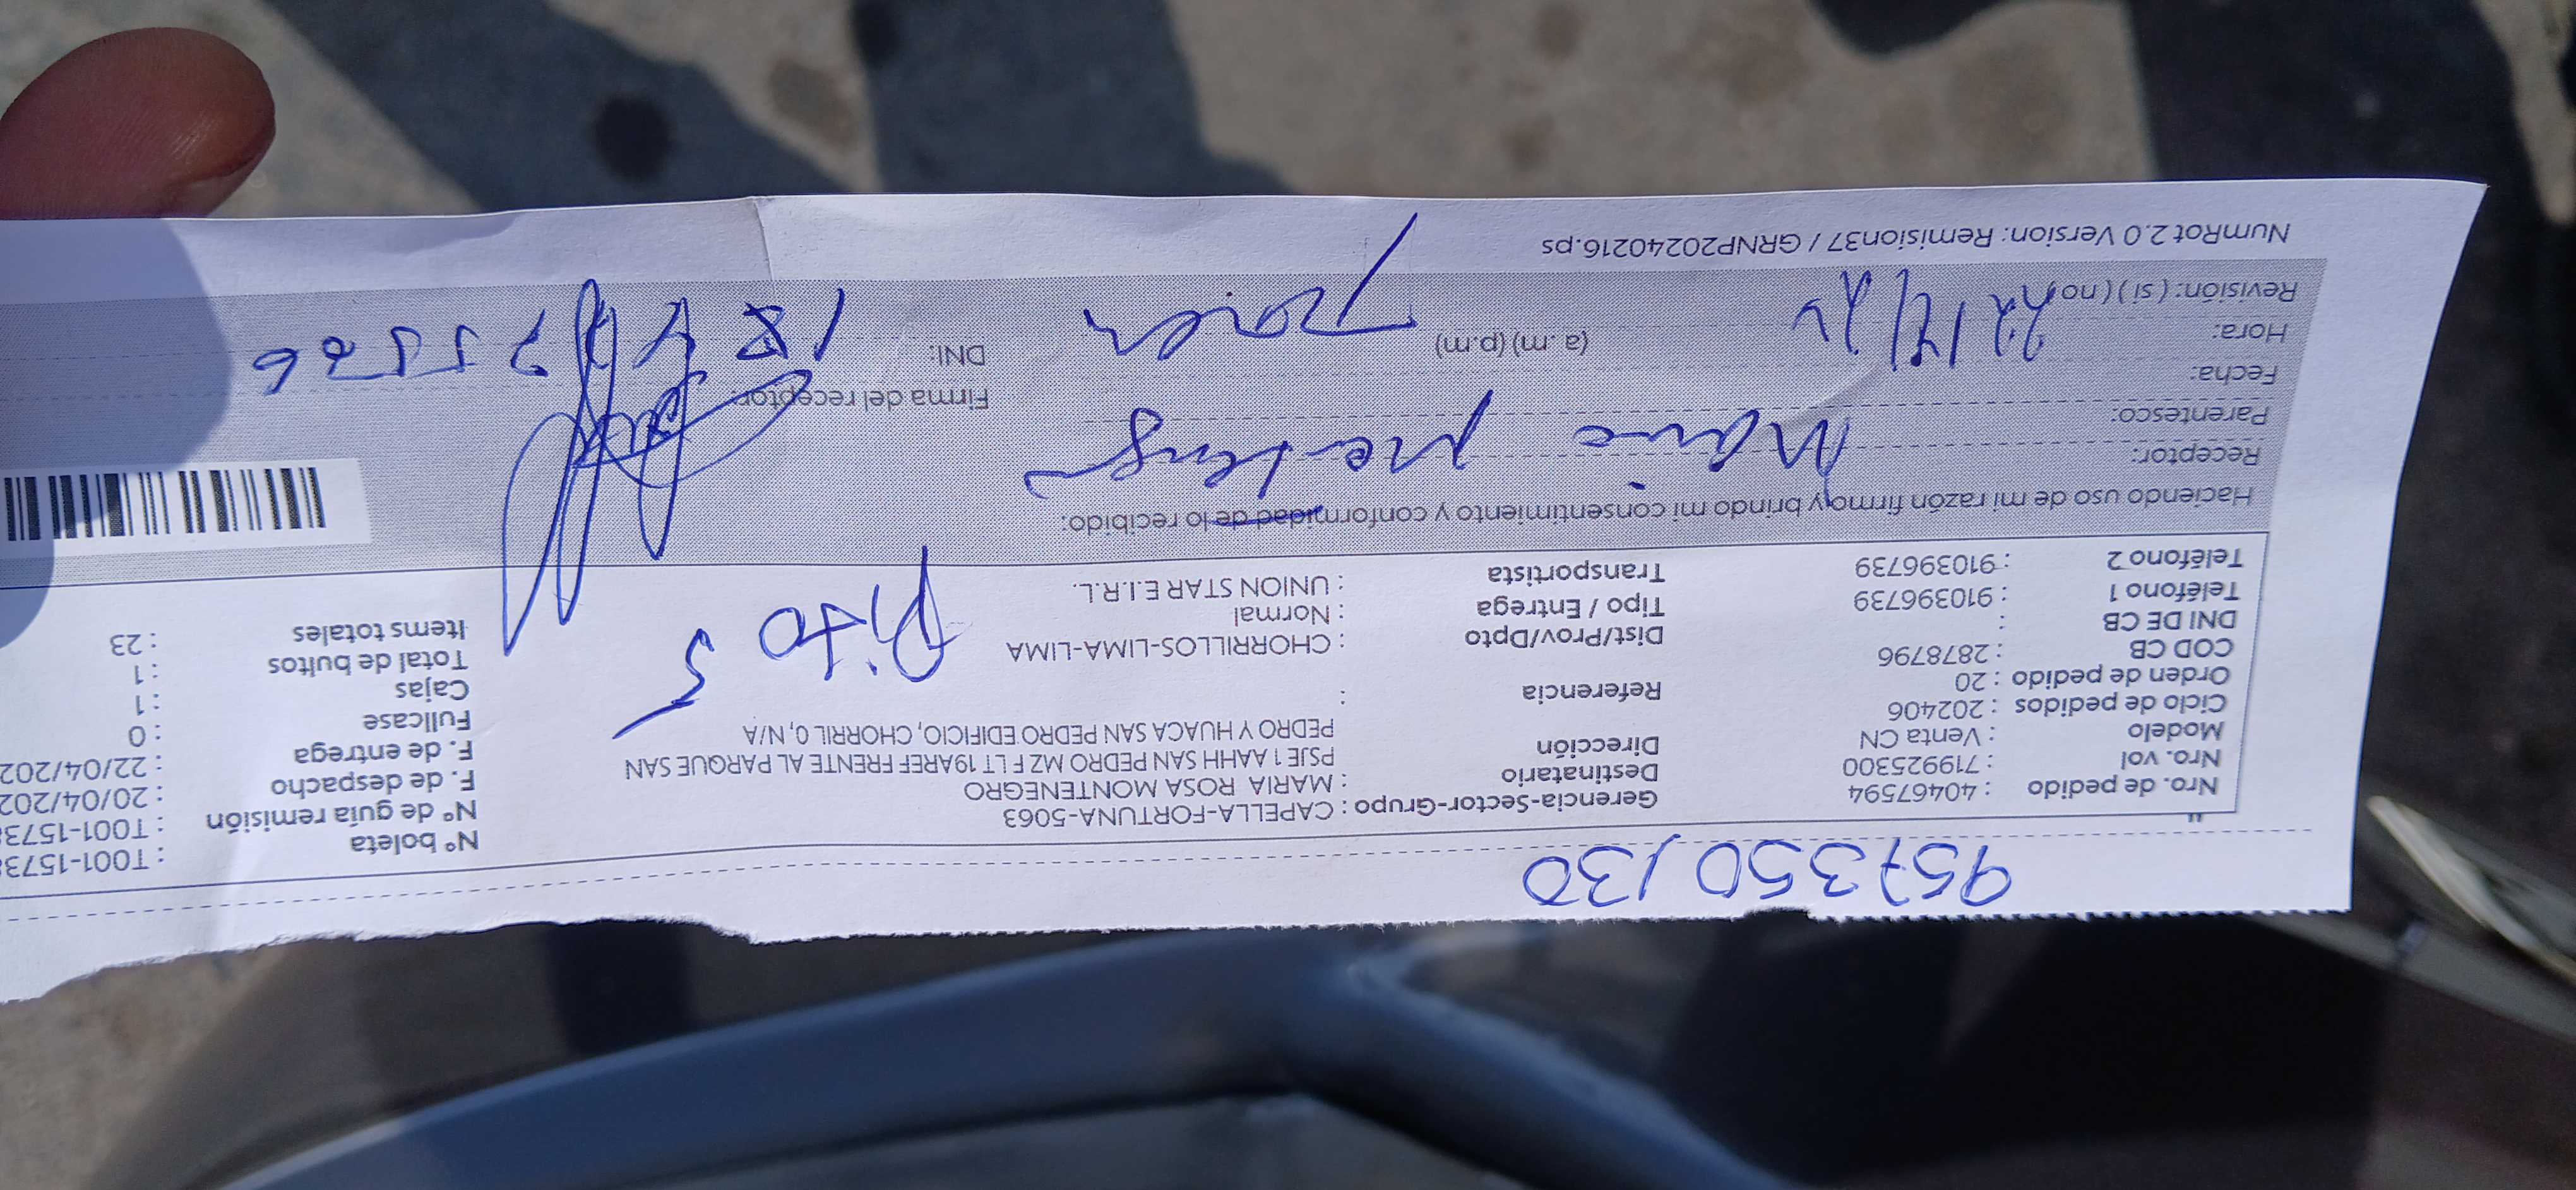 957350130
Nro. de pedido : 40467594
Nro. vol : 719925300
Modelo : Venta CN
Ciclo de pedidos : 202406
Orden de pedido : 20
COD CB : 2878796
DNI DE CB :
Teléfono 1 : 910396739
Teléfono 2 : 910396739
Gerencia-Sector-Grupo : CAPELLA-FORTUNA-5063
Destinatario : MARIA ROSA MONTENEGRO
Dirección PSJE 1 AAHH SAN PEDRO MZ F LT 19AREF FRENTE AL PARQUE SAN
PEDRO Y HUACA SAN PEDRO EDIFICIO, CHORRIL 0, N/A
Referencia :
Dist/Prov/Dpto : CHORRILLOS-LIMA-LIMA
Tipo / Entrega : Normal
Transportista : UNION STAR E.I.R.L.
Piso 5
N° boleta : T001-1573
N° de guía remisión : T001-1573
F. de despacho : 20/04/202
F. de entrega : 22/04/202
Fullcase : 0
Cajas : 1
Total de bultos : 1
Items totales : 23
Haciendo uso de mi razón firmo y brindo mi consentimiento y conformidad de lo recibido:
Receptor:
Parentesco:
Fecha:
Hora: (a.m) (p.m)
Revisión: ( si ) ( no )
Firma del receptor:
DNI:
NumRot 2.0 Version: Remision37 / GRNP20240216.ps